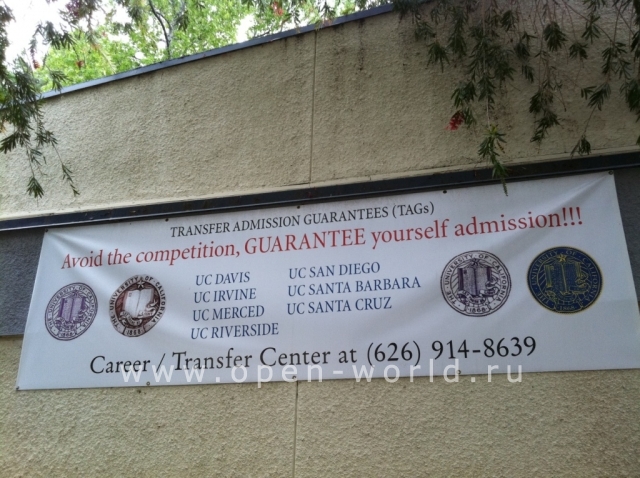 TRANSFER ADMISSION GUARANTEES (TAGs)
Avoid the competition, GUARANTEE yourself admission!!!
UC DAVIS
UC IRVINE
UC MERCED
UC RIVERSIDE
UC SAN DIEGO
UC SANTA BARBARA
UC SANTA CRUZ
Career / Transfer Center at (626) 914-8639
www.open-world.ru